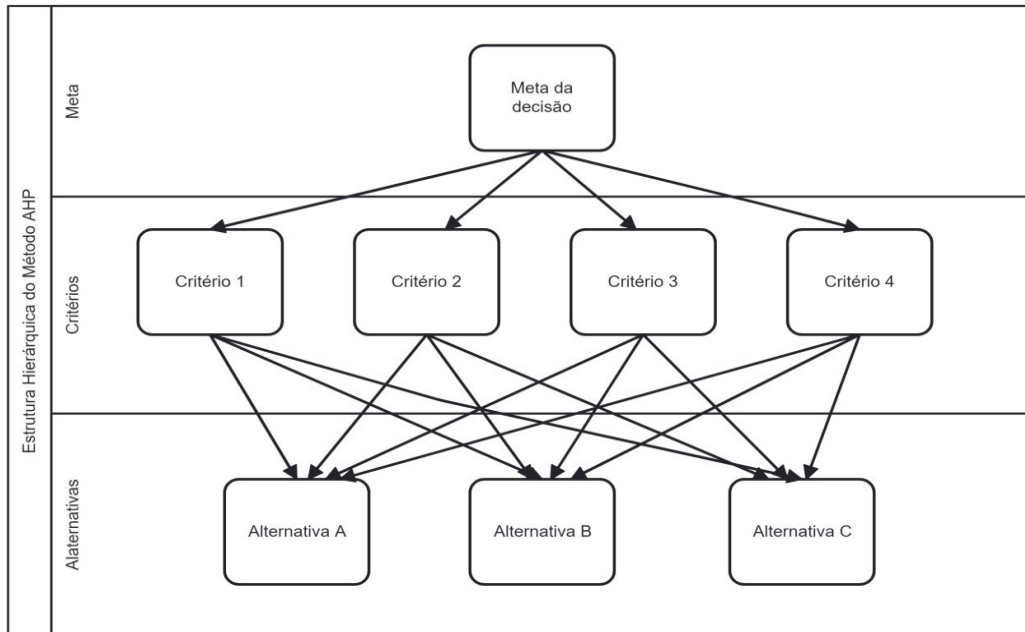 Estrutura Hierárquica do Método AHP
Meta
Meta da
decisão
Critérios
Critério 1
Critério 2
Critério 3
Critério 4
Alaternativas
Alternativa A
Alternativa B
Alternativa C